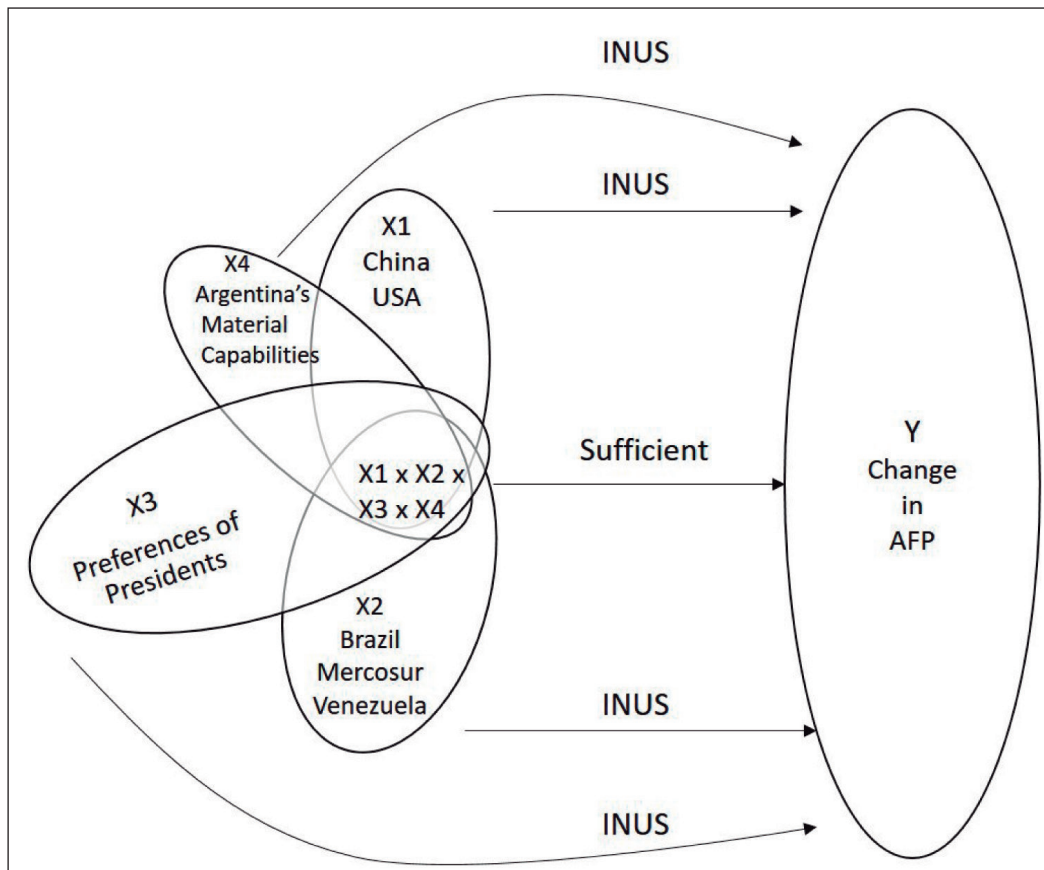 INUS
INUS
X1
China
USA
X4
Argentina’s
Material
Capabilities
Sufficient
X1 x X2 x
X3 x X4
X3
Preferences of
Presidents
X2
Brazil
Mercosur
Venezuela
INUS
INUS
Y
Change
in
AFP